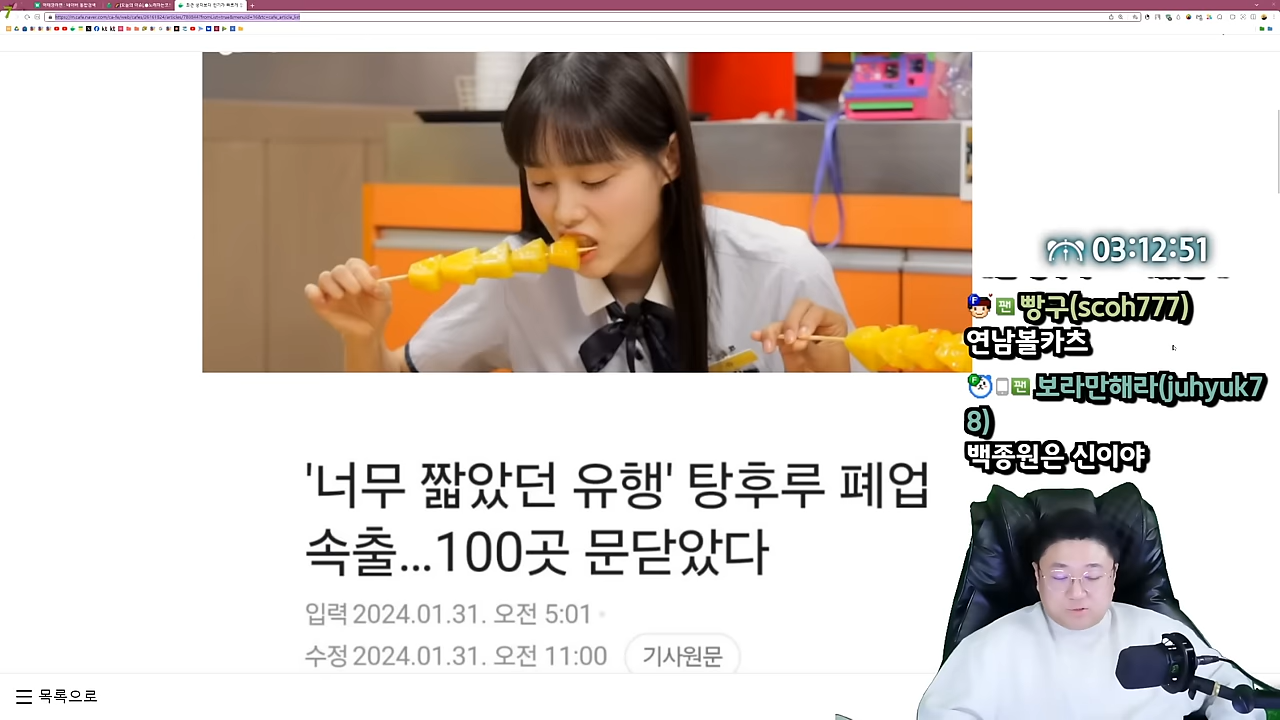 03:12:51
빵구(scoh777)
연남볼카츠
보라만해라(juhyuk7
8)
백종원은 신이야
'너무 짧았던 유행' 탕후루 폐업
속출...100곳 문닫았다
입력 2024.01.31. 오전 5:01
수정 2024.01.31. 오전 11:00 기사원문
목록으로